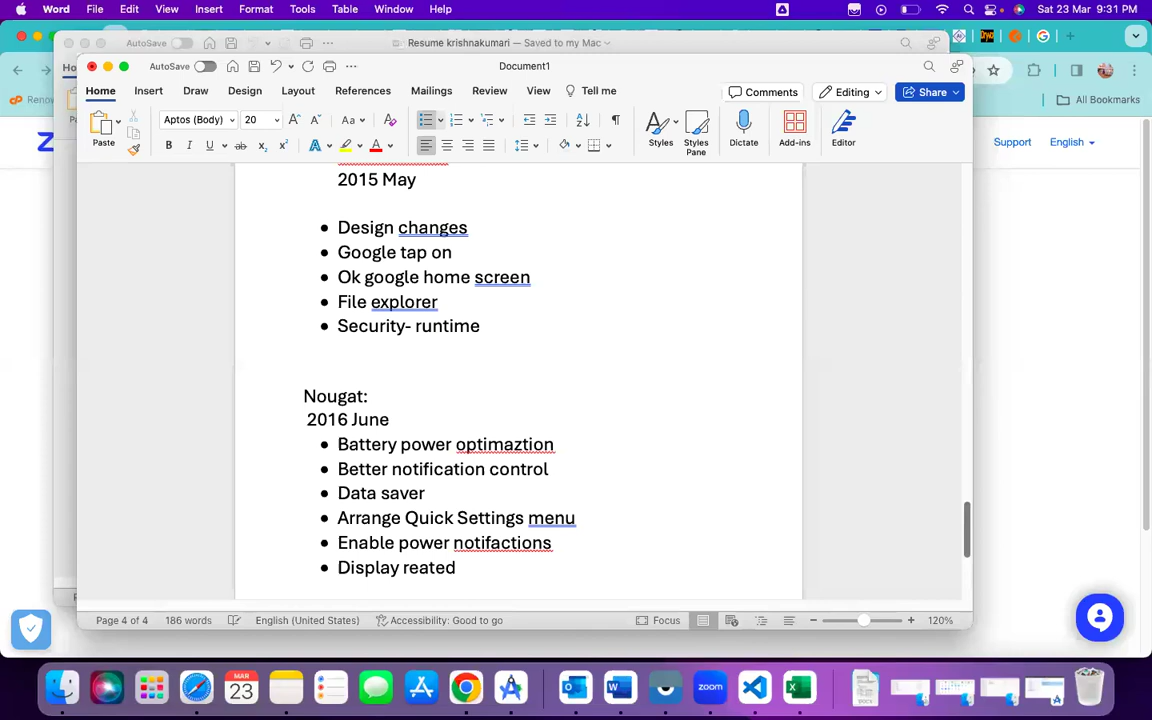 Word File Edit View Insert Format Tools Table Window Help Sat 23 Mar 9:31 PM
AutoSave Resume krishnakumari — Saved to my Mac
AutoSave Document1
Home Insert Draw Design Layout References Mailings Review View Tell me Comments Editing Share
Renew
All Bookmarks
Aptos (Body) 20 Aa
Paste
Styles Styles Pane Dictate Add-ins Editor
Support English
2015 May
Design changes
Google tap on
Ok google home screen
File explorer
Security- runtime
Nougat:
2016 June
Battery power optimaztion
Better notification control
Data saver
Arrange Quick Settings menu
Enable power notifactions
Display reated
Page 4 of 4 186 words English (United States) Accessibility: Good to go Focus 120%
MAR
23
zoom